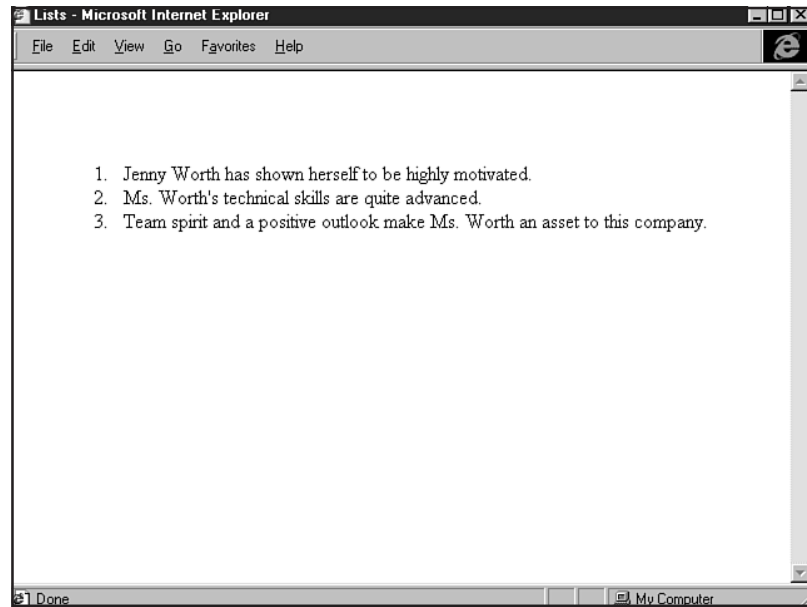 Lists - Microsoft Internet Explorer
File Edit View Go Favorites Help
1. Jenny Worth has shown herself to be highly motivated.
2. Ms. Worth's technical skills are quite advanced.
3. Team spirit and a positive outlook make Ms. Worth an asset to this company.
Done My Computer